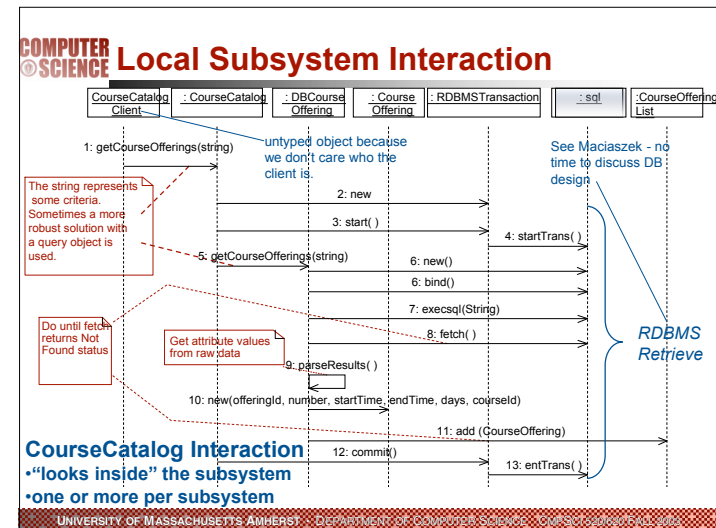 COMPUTER
SCIENCE
Local Subsystem Interaction
CourseCatalog
Client
: CourseCatalog
: DBCourse
Offering
: Course
Offering
: RDBMSTransaction
: sql
:CourseOffering
List
1: getCourseOfferings(string)
untyped object because
we don't care who the
client is.
See Maciaszek - no
time to discuss DB
design
The string represents
some criteria.
Sometimes a more
robust solution with
a query object is
used.
2: new
3: start( )
4: startTrans( )
5: getCourseOfferings(string)
6: new()
6: bind()
7: execsql(String)
8: fetch( )
Do until fetch
returns Not
Found status
Get attribute values
from raw data
RDBMS
Retrieve
9: parseResults( )
10: new(offeringId, number, startTime, endTime, days, courseId)
11: add (CourseOffering)
12: commit()
13: entTrans( )
CourseCatalog Interaction
•"looks inside" the subsystem
•one or more per subsystem
UNIVERSITY OF MASSACHUSETTS AMHERST • DEPARTMENT OF COMPUTER SCIENCE • CMPSCI 520/620 FALL 2003